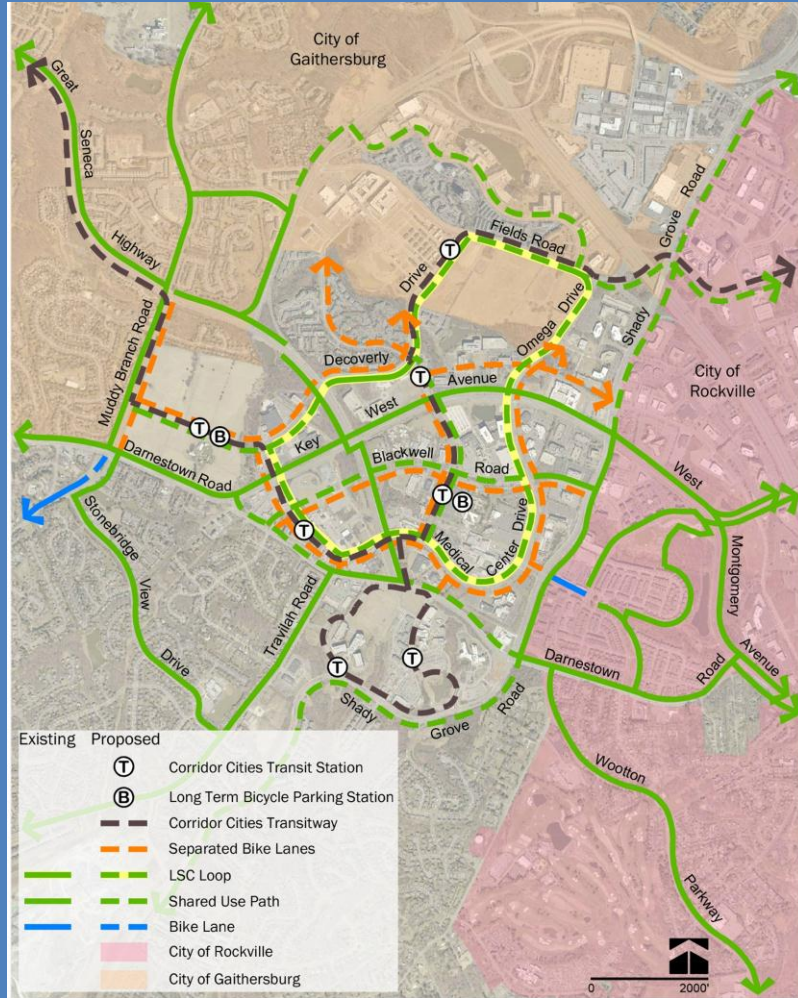 City of
Gaithersburg
Great
Seneca
Highway
Muddy Branch Road
Fields Road
Grove Road
Shady
Drive
Decoverly
Omega Drive
Avenue
West
Key
City of
Rockville
Blackwell
Road
Darnestown Road
West
Stonebridge
View
Drive
Medical
Center Drive
Montgomery
Avenue
Travilah Road
Darnestown
Road
Shady
Grove
Road
Wootton
Parkway
T
T
T B
T B
T
T
T
Existing Proposed
T Corridor Cities Transit Station
B Long Term Bicycle Parking Station
Corridor Cities Transitway
Separated Bike Lanes
LSC Loop
Shared Use Path
Bike Lane
City of Rockville
City of Gaithersburg
0 2000'